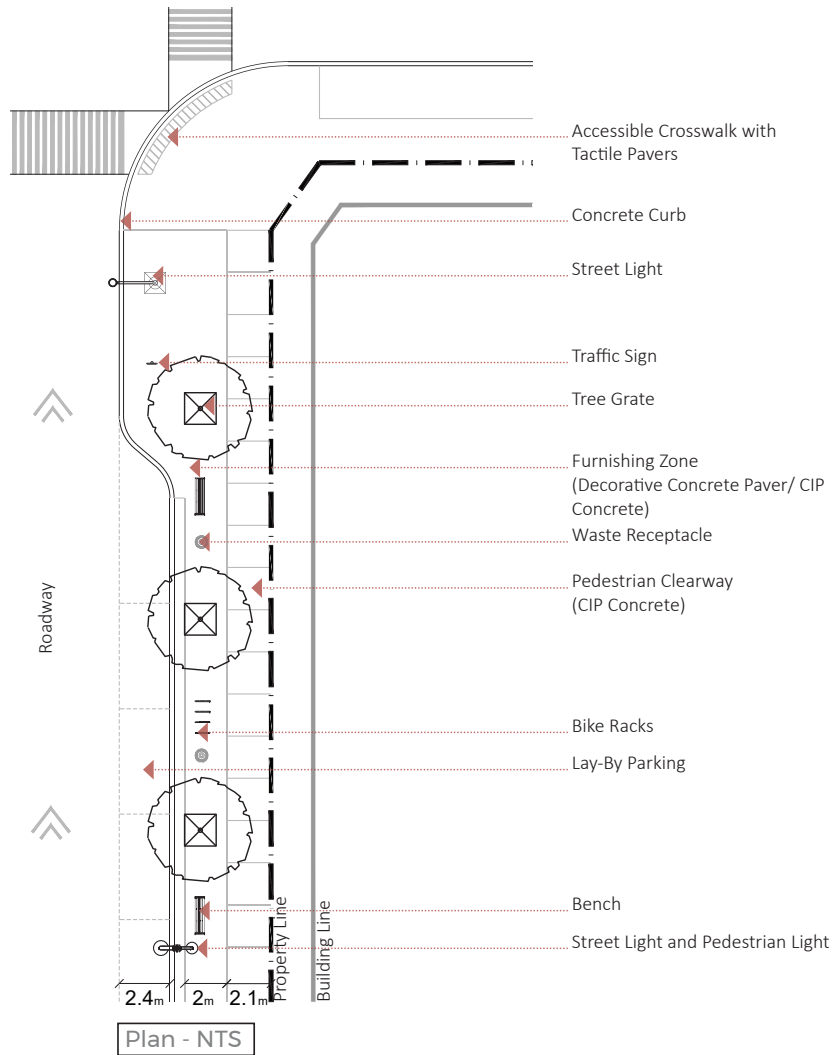 Accessible Crosswalk with
Tactile Pavers
Concrete Curb
Street Light
Traffic Sign
Tree Grate
Furnishing Zone
(Decorative Concrete Paver/ CIP
Concrete)
Waste Receptacle
Pedestrian Clearway
(CIP Concrete)
Roadway
Bike Racks
Lay-By Parking
Bench
Street Light and Pedestrian Light
Property Line
Building Line
2.4m
2m
2.1m
Plan - NTS